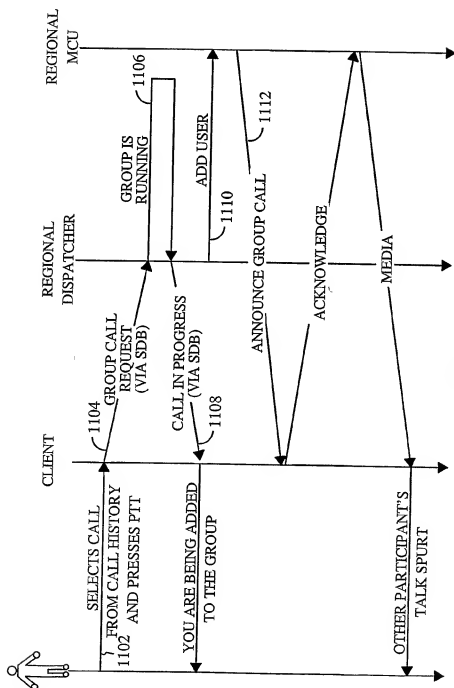 CLIENT
REGIONAL
DISPATCHER
REGIONAL
MCU
SELECTS CALL
FROM CALL HISTORY
AND PRESSES PTT
1102
1104
GROUP CALL
REQUEST
(VIA SDB)
GROUP IS
RUNNING
1106
CALL IN PROGRESS
(VIA SDB)
1108
YOU ARE BEING ADDED
TO THE GROUP
ADD USER
1110
1112
ANNOUNCE GROUP CALL
ACKNOWLEDGE
MEDIA
OTHER PARTICIPANT'S
TALK SPURT